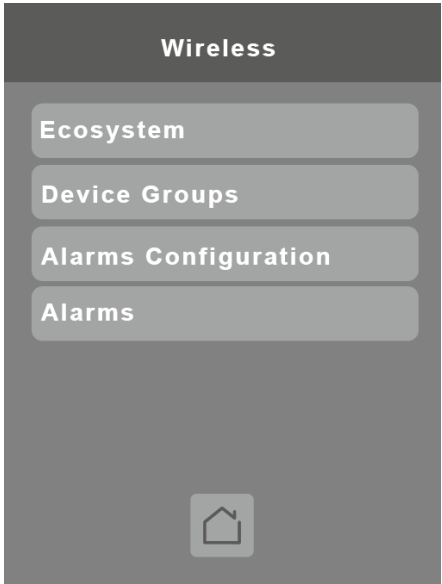 Wireless
Ecosystem
Device Groups
Alarms Configuration
Alarms